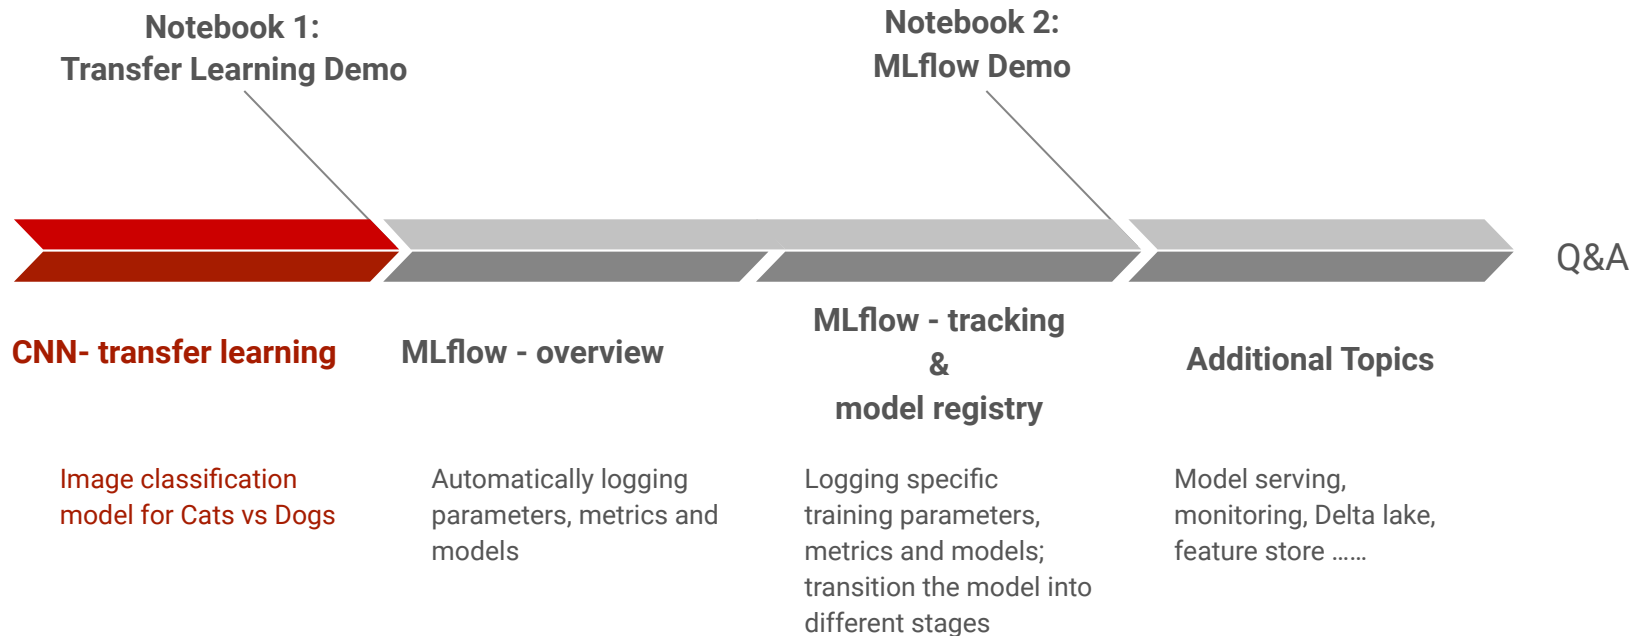 Notebook 1:
Transfer Learning Demo
Notebook 2:
MLflow Demo
Q&A
CNN- transfer learning
MLflow - overview
MLflow - tracking
&
model registry
Additional Topics
Image classification
model for Cats vs Dogs
Automatically logging
parameters, metrics and
models
Logging specific
training parameters,
metrics and models;
transition the model into
different stages
Model serving,
monitoring, Delta lake,
feature store ......